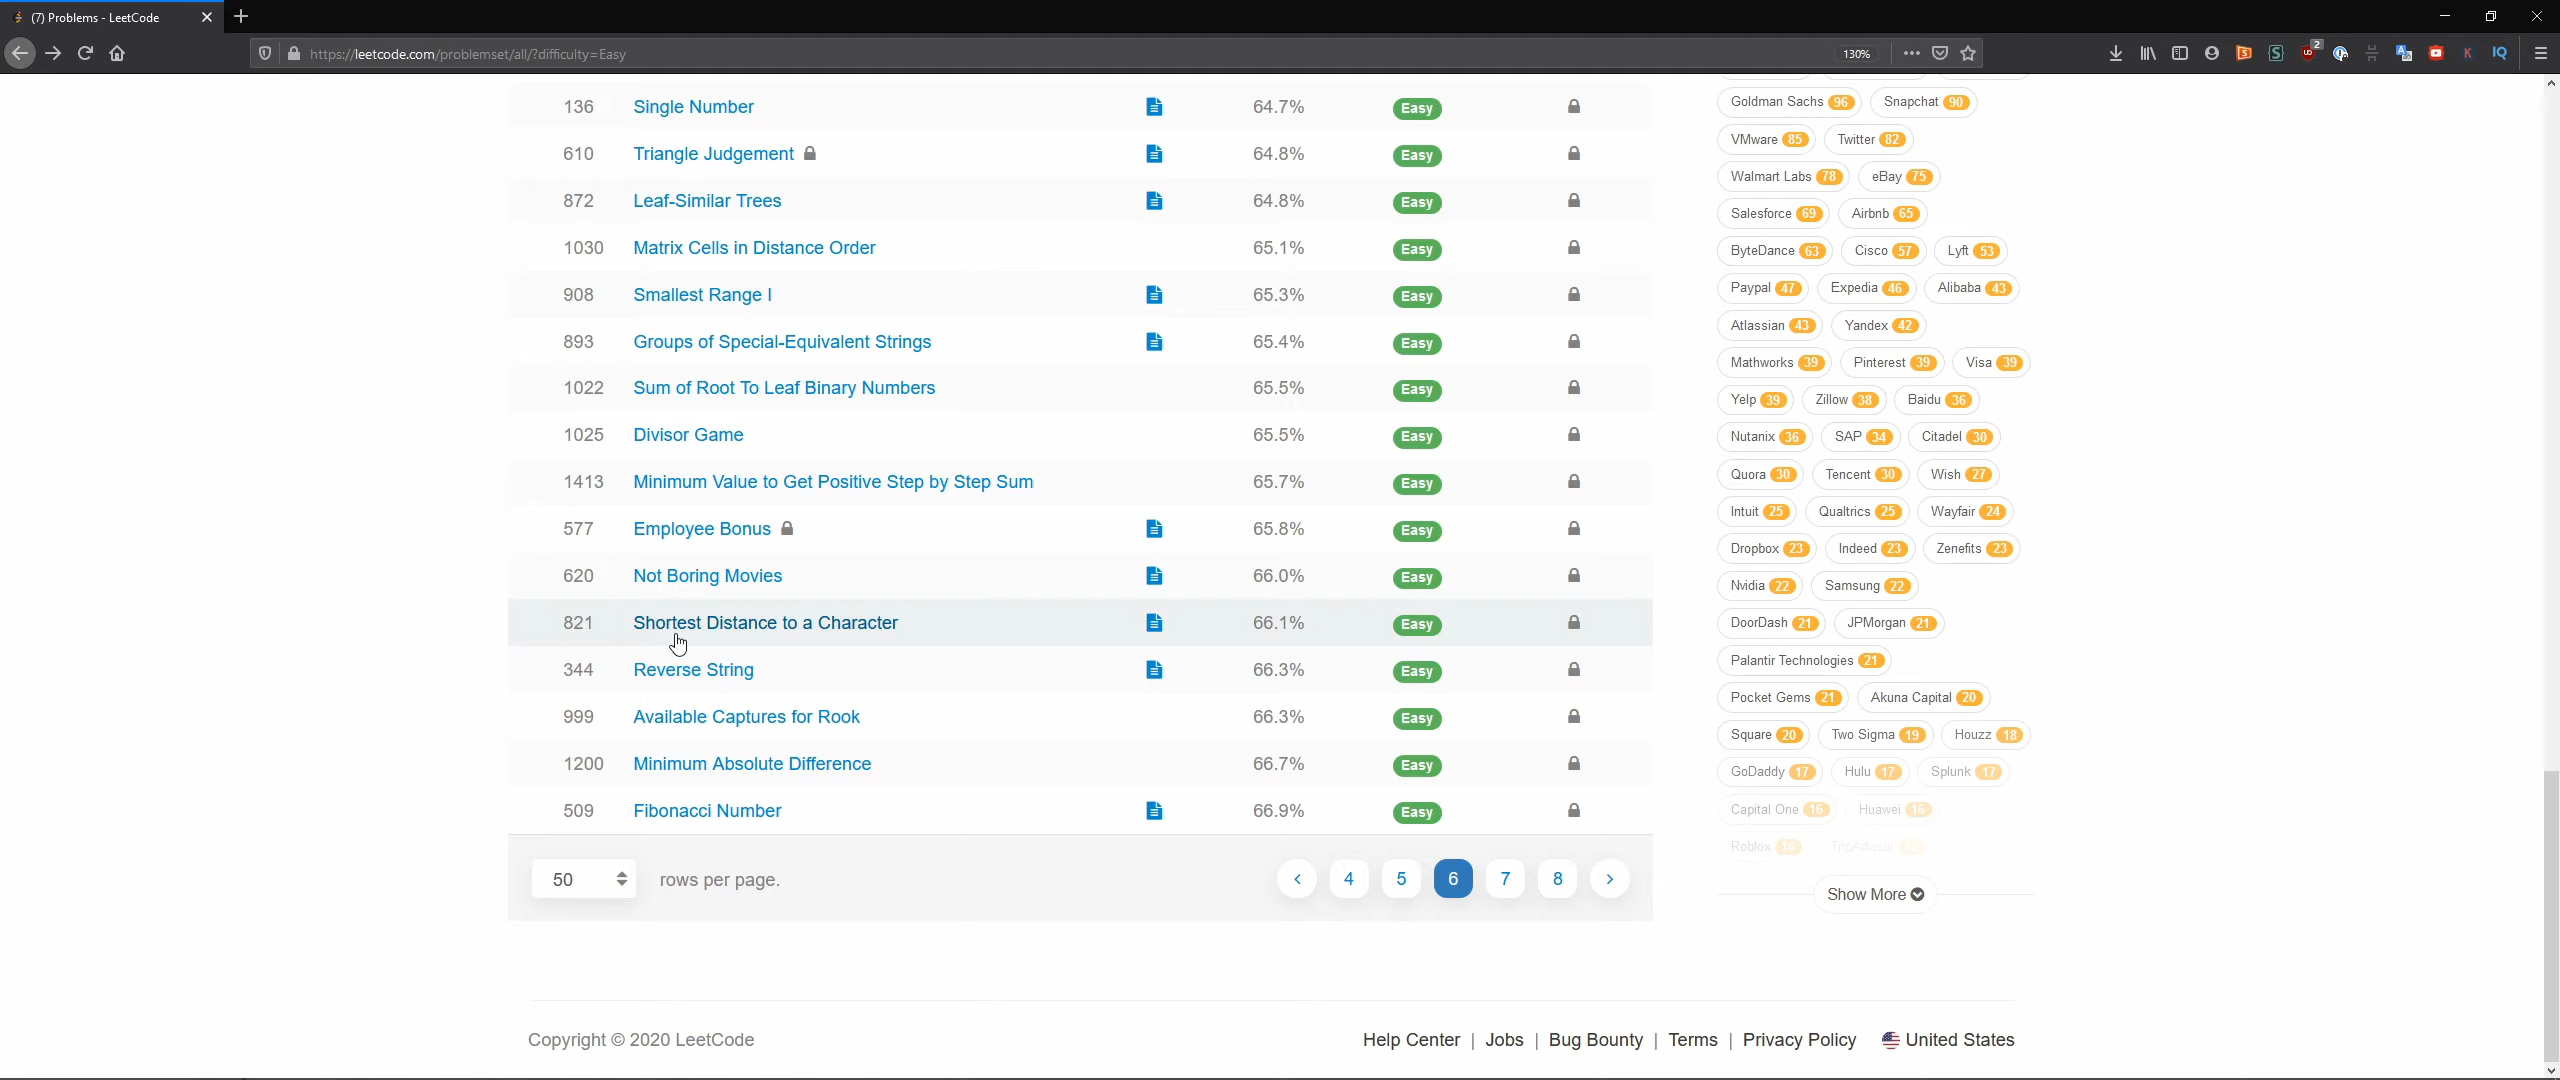 (7) Problems - LeetCode
https://leetcode.com/problemset/all/?difficulty=Easy
130%
2
136 Single Number 64.7% Easy
610 Triangle Judgement 64.8% Easy
872 Leaf-Similar Trees 64.8% Easy
1030 Matrix Cells in Distance Order 65.1% Easy
908 Smallest Range I 65.3% Easy
893 Groups of Special-Equivalent Strings 65.4% Easy
1022 Sum of Root To Leaf Binary Numbers 65.5% Easy
1025 Divisor Game 65.5% Easy
1413 Minimum Value to Get Positive Step by Step Sum 65.7% Easy
577 Employee Bonus 65.8% Easy
620 Not Boring Movies 66.0% Easy
821 Shortest Distance to a Character 66.1% Easy
344 Reverse String 66.3% Easy
999 Available Captures for Rook 66.3% Easy
1200 Minimum Absolute Difference 66.7% Easy
509 Fibonacci Number 66.9% Easy
50 rows per page.
4 5 6 7 8
Goldman Sachs 96 Snapchat 90
VMware 85 Twitter 82
Walmart Labs 78 eBay 75
Salesforce 69 Airbnb 65
ByteDance 63 Cisco 57 Lyft 53
Paypal 47 Expedia 46 Alibaba 43
Atlassian 43 Yandex 42
Mathworks 39 Pinterest 39 Visa 39
Yelp 39 Zillow 38 Baidu 36
Nutanix 36 SAP 34 Citadel 30
Quora 30 Tencent 30 Wish 27
Intuit 25 Qualtrics 25 Wayfair 24
Dropbox 23 Indeed 23 Zenefits 23
Nvidia 22 Samsung 22
DoorDash 21 JPMorgan 21
Palantir Technologies 21
Pocket Gems 21 Akuna Capital 20
Square 20 Two Sigma 19 Houzz 18
GoDaddy 17 Hulu 17 Splunk 17
Capital One 16 Huawei 16
Roblox 16 TripAdvisor
Show More
Copyright © 2020 LeetCode
Help Center | Jobs | Bug Bounty | Terms | Privacy Policy United States